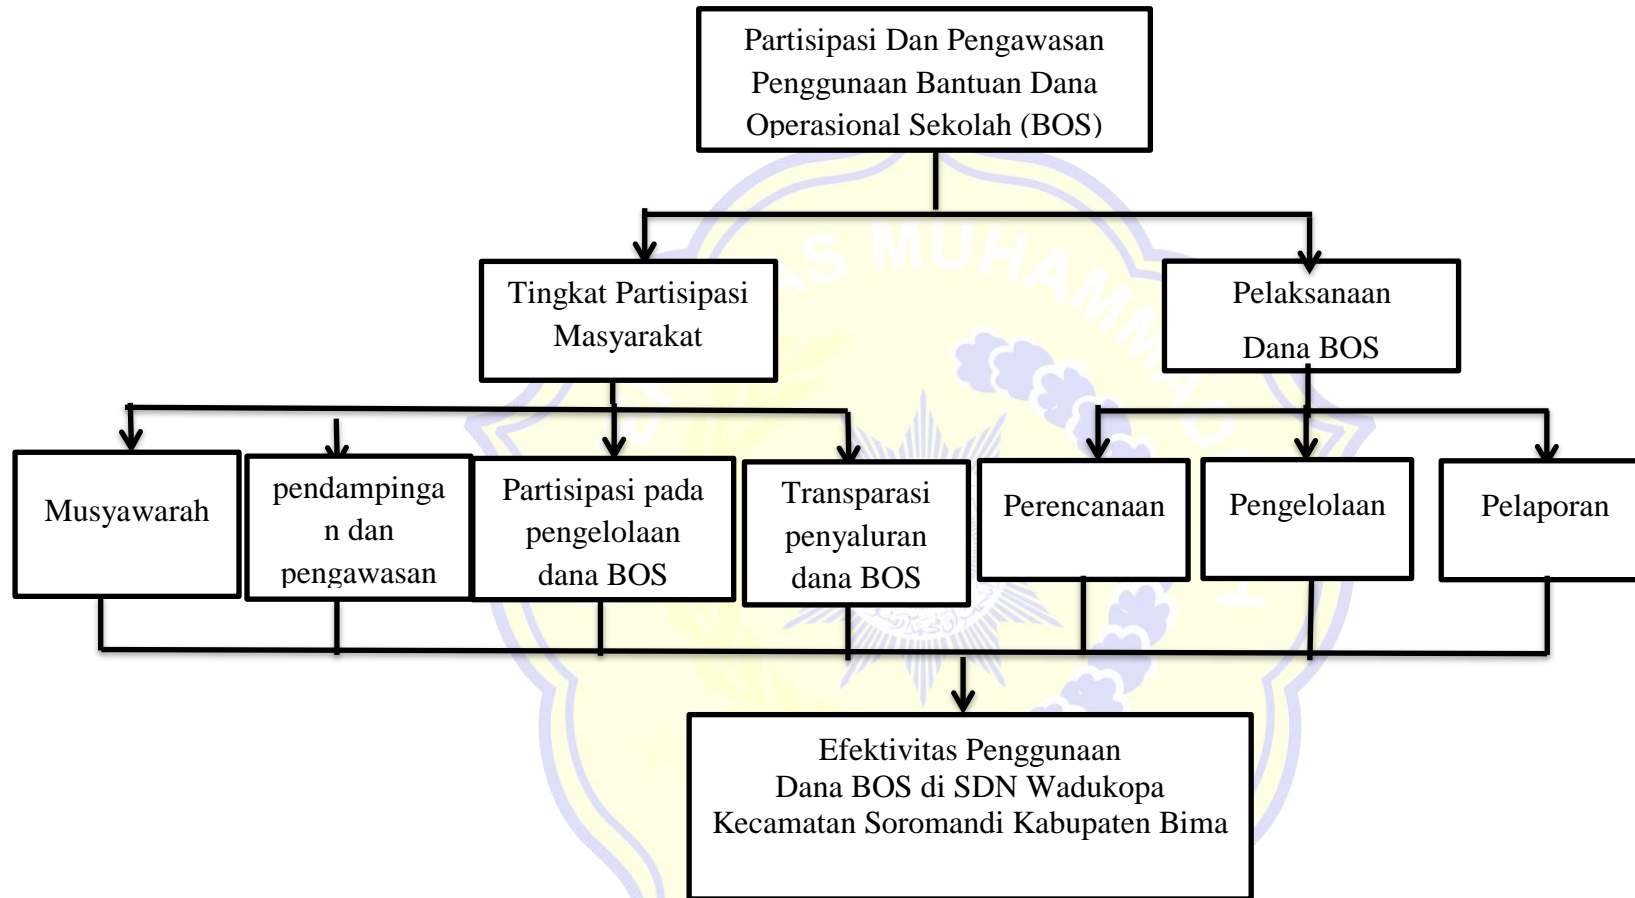 Partisipasi Dan Pengawasan
Penggunaan Bantuan Dana
Operasional Sekolah (BOS)
Tingkat Partisipasi
Masyarakat
Pelaksanaan
Dana BOS
Musyawarah
pendampinga
n dan
pengawasan
Partisipasi pada
pengelolaan
dana BOS
Transparasi
penyaluran
dana BOS
Perencanaan
Pengelolaan
Pelaporan
Efektivitas Penggunaan
Dana BOS di SDN Wadukopa
Kecamatan Soromandi Kabupaten Bima
AS MUHAMMAD